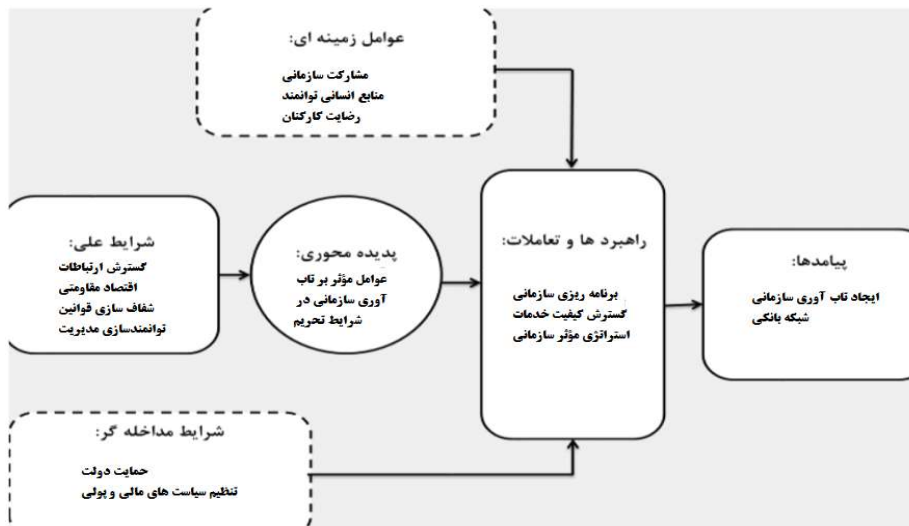 عوامل زمینه ای:
مشارکت سازمانی
منابع انسانی توانمند
رضایت کارکنان
شرایط علی:
گسترش ارتباطات
اقتصاد مقاومتی
شفاف سازی قوانین
توانمندسازی مدیریت
پدیده محوری:
عوامل مؤثر بر تاب
آوری سازمانی در
شرایط تحریم
راهبرد ها و تعاملات:
برنامه ریزی سازمانی
گسترش کیفیت خدمات
استراتژی مؤثر سازمانی
پیامدها:
ایجاد تاب آوری سازمانی
شبکه بانکی
شرایط مداخله گر:
حمایت دولت
تنظیم سیاست های مالی و پولی